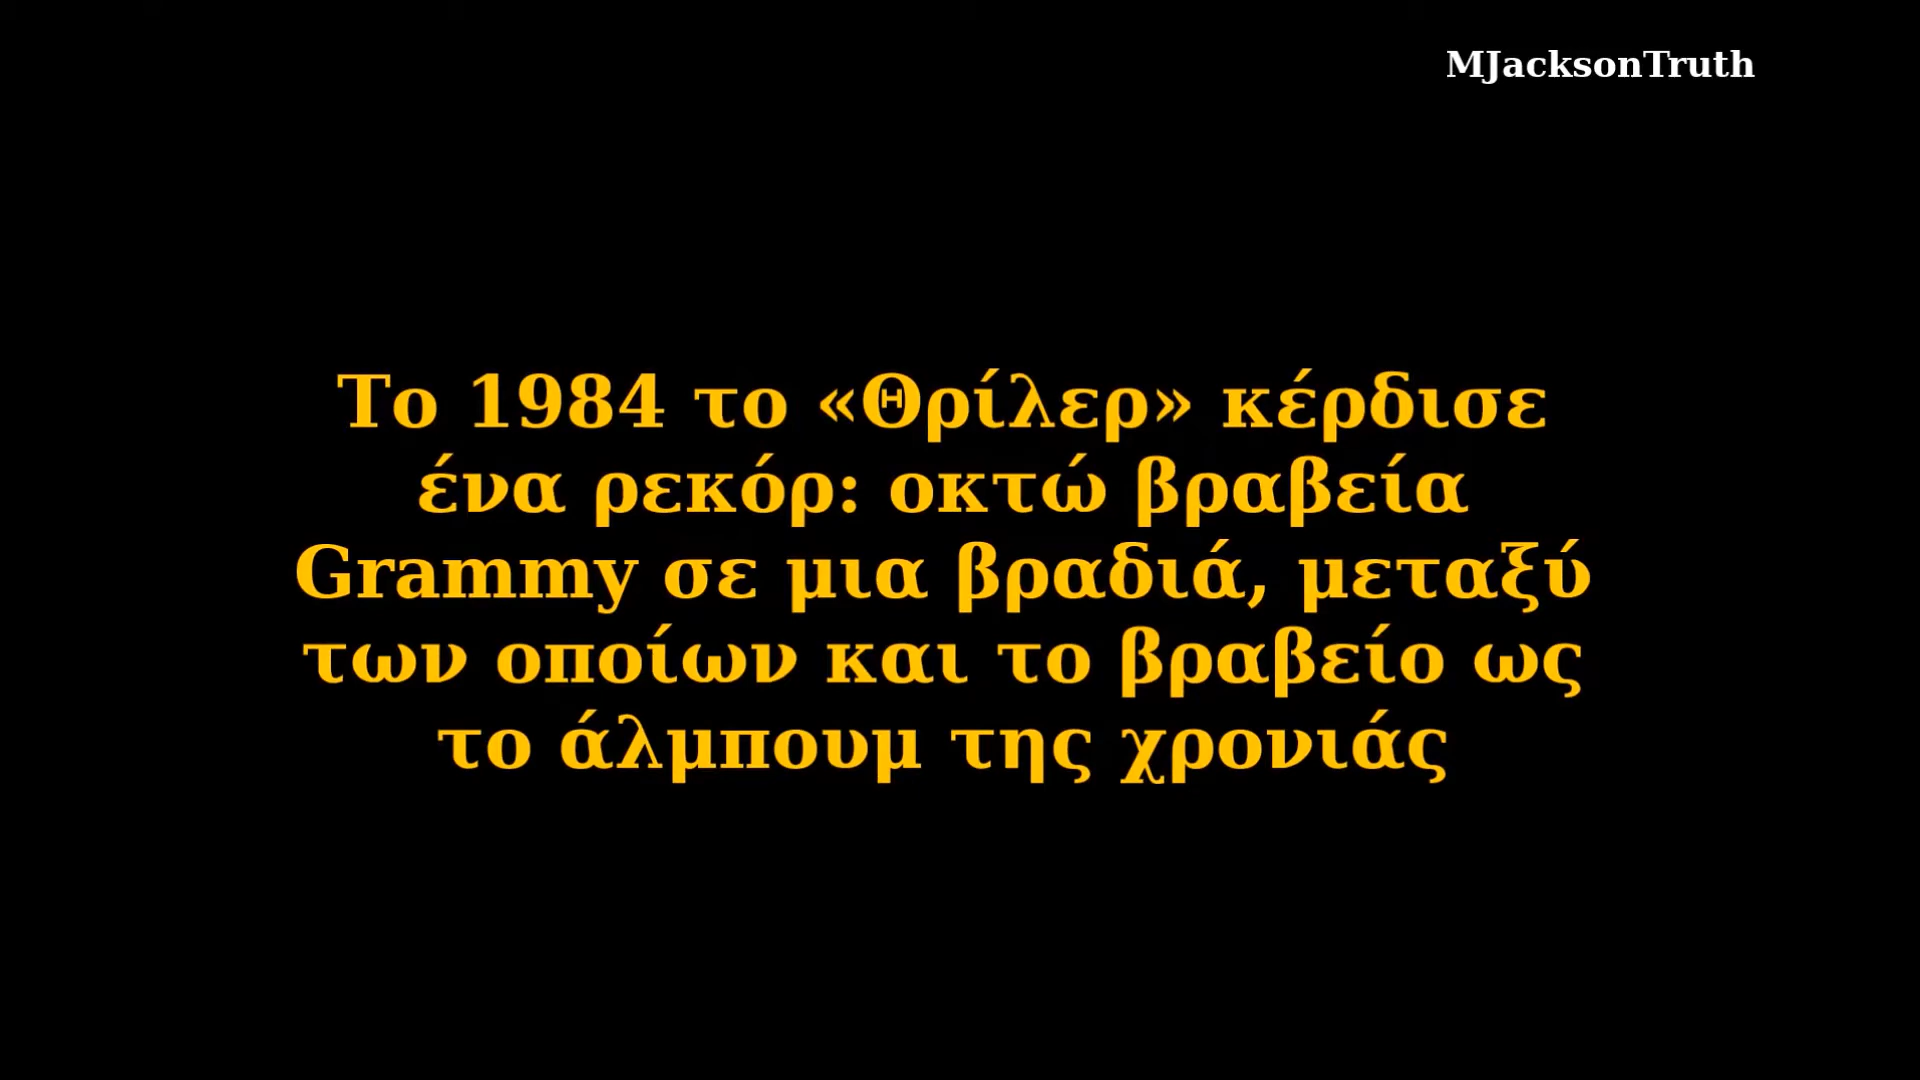 MJacksonTruth
Το 1984 το «Θρίλερ» κέρδισε
ένα ρεκόρ: οκτώ βραβεία
Grammy σε μια βραδιά, μεταξύ
των οποίων και το βραβείο ως
το άλμπουμ της χρονιάς